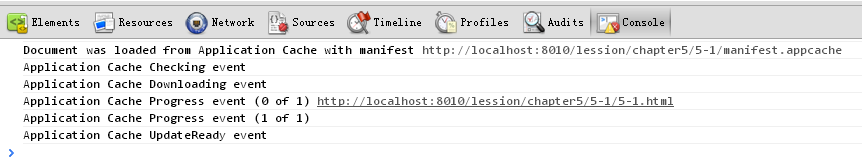 Elements Resources Network Sources Timeline Profiles Audits Console
Document was loaded from Application Cache with manifest http://localhost:8010/lession/chapter5/5-1/manifest.appcache
Application Cache Checking event
Application Cache Downloading event
Application Cache Progress event (0 of 1) http://localhost:8010/lession/chapter5/5-1/5-1.html
Application Cache Progress event (1 of 1)
Application Cache UpdateReady event